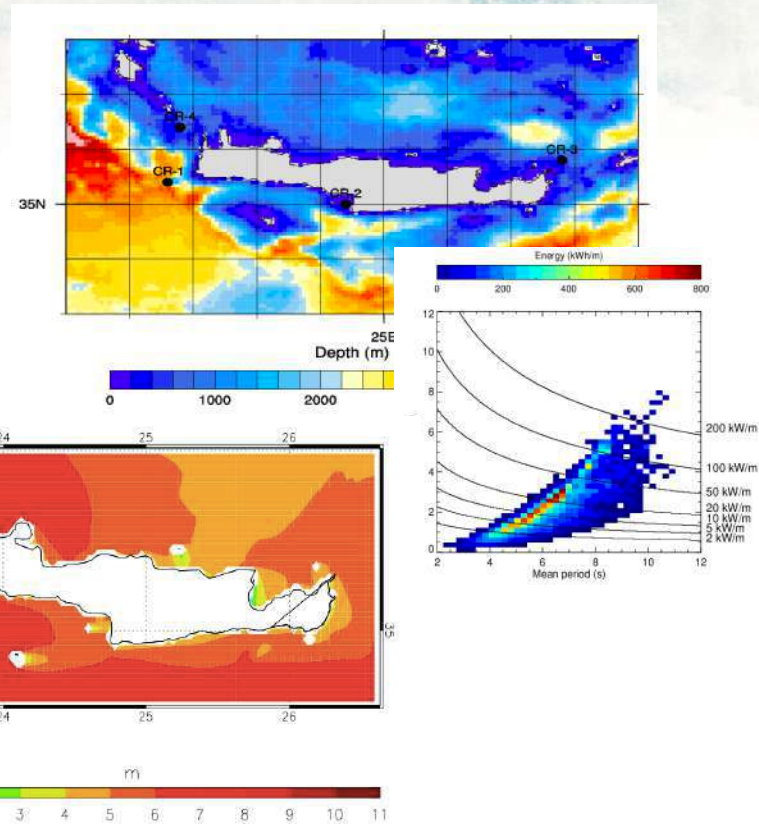 CR-4
CR-3
CR-1
CR-2
35N
25E
Depth (m)
0 1000 2000
Energy (kWh/m)
0 200 400 600 800
12
10
8
6
4
2
0
200 kW/m
100 kW/m
50 kW/m
20 kW/m
10 kW/m
5 kW/m
2 kW/m
2 4 6 8 10 12
Mean period (s)
24 25 26
35
24 25 26
m
3 4 5 6 7 8 9 10 11